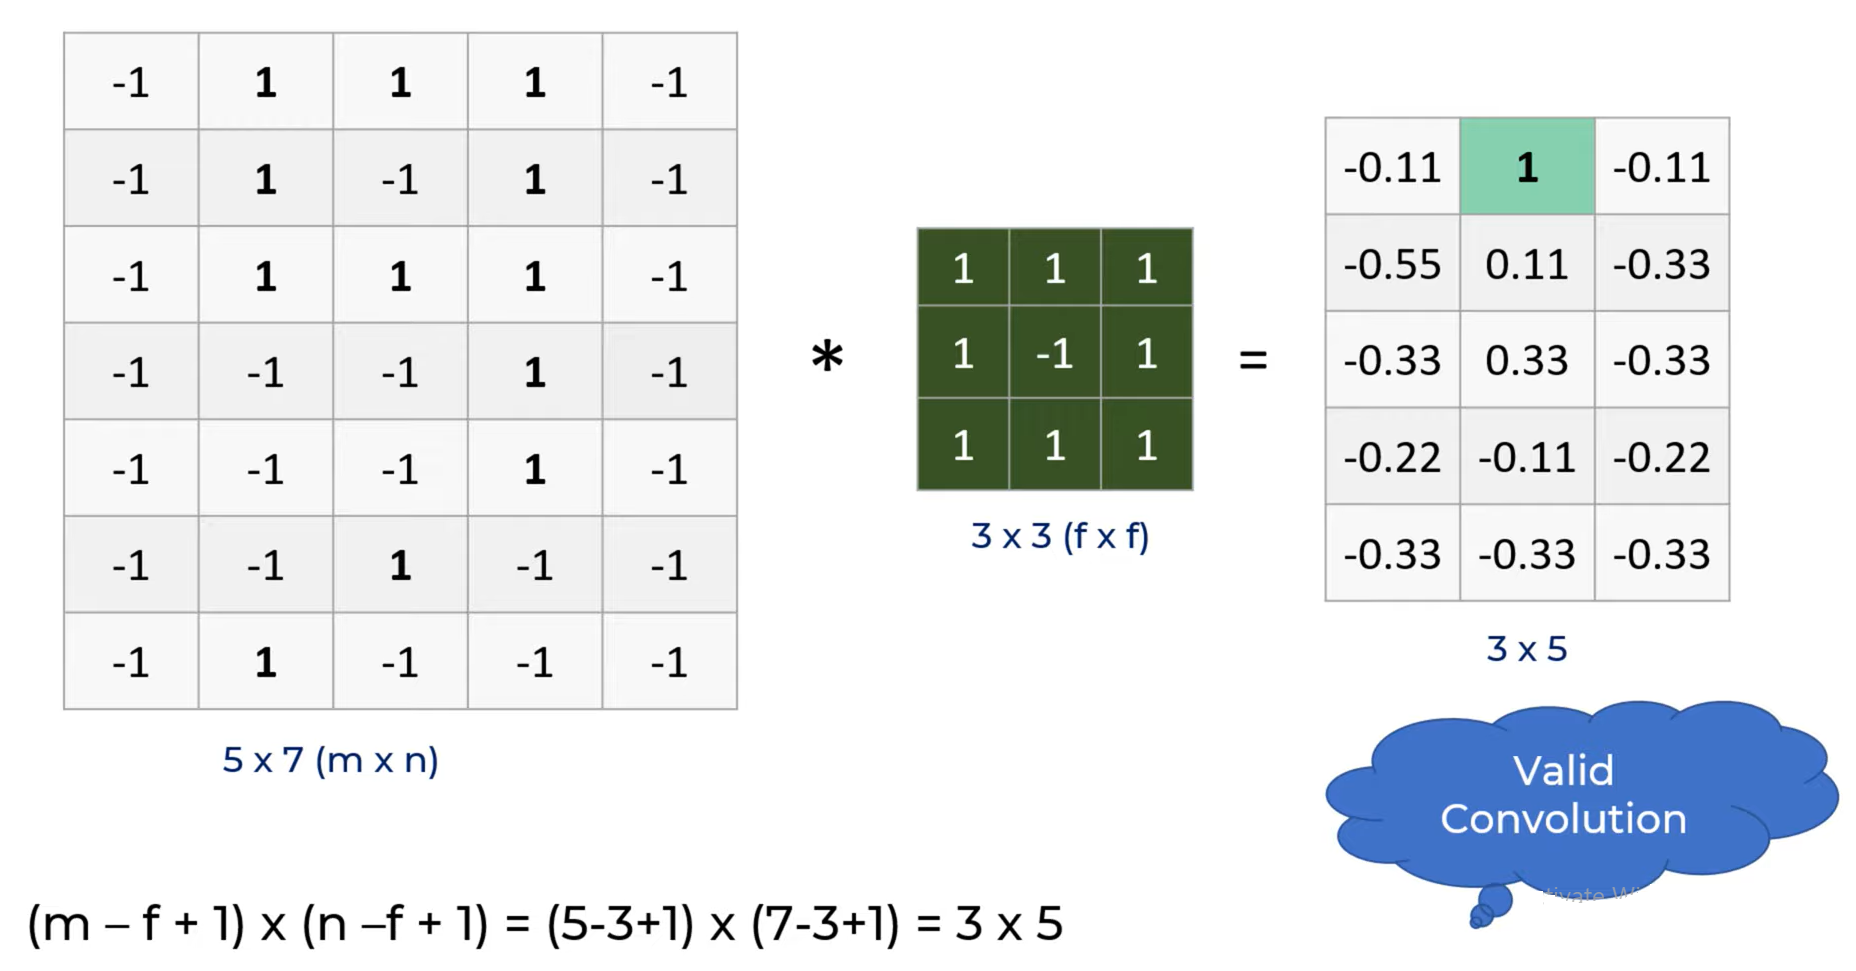 -1 1 1 1 -1
-1 1 -1 1 -1
-1 1 1 1 -1
-1 -1 -1 1 -1
-1 -1 -1 1 -1
-1 -1 1 -1 -1
-1 1 -1 -1 -1
5 x 7 (m x n)
*
1 1 1
1 -1 1
1 1 1
3 x 3 (f x f)
=
-0.11 1 -0.11
-0.55 0.11 -0.33
-0.33 0.33 -0.33
-0.22 -0.11 -0.22
-0.33 -0.33 -0.33
3 x 5
Valid
Convolution
(m – f + 1) x (n –f + 1) = (5-3+1) x (7-3+1) = 3 x 5